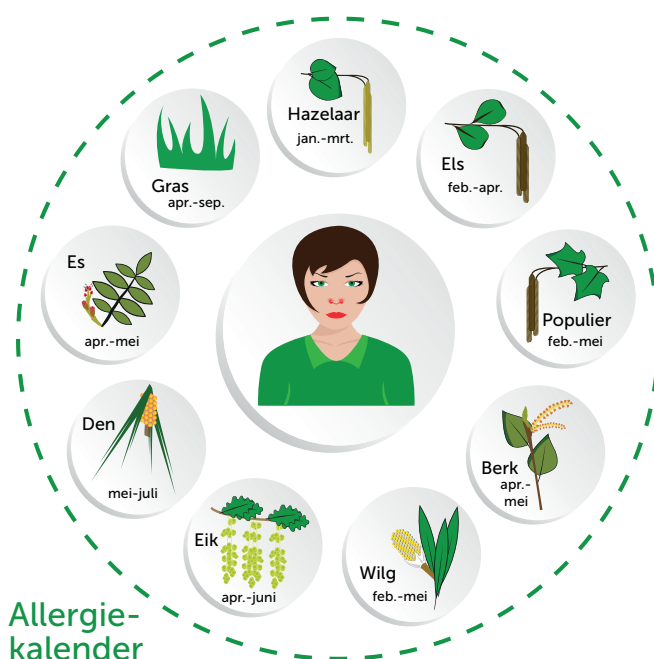 Hazelaar
jan.-mrt.
Els
feb.-apr.
Populier
feb.-mei
Berk
apr.-
mei
Wilg
feb.-mei
Eik
apr.-juni
Den
mei-juli
Es
apr.-mei
Gras
apr.-sep.
Allergie-
kalender